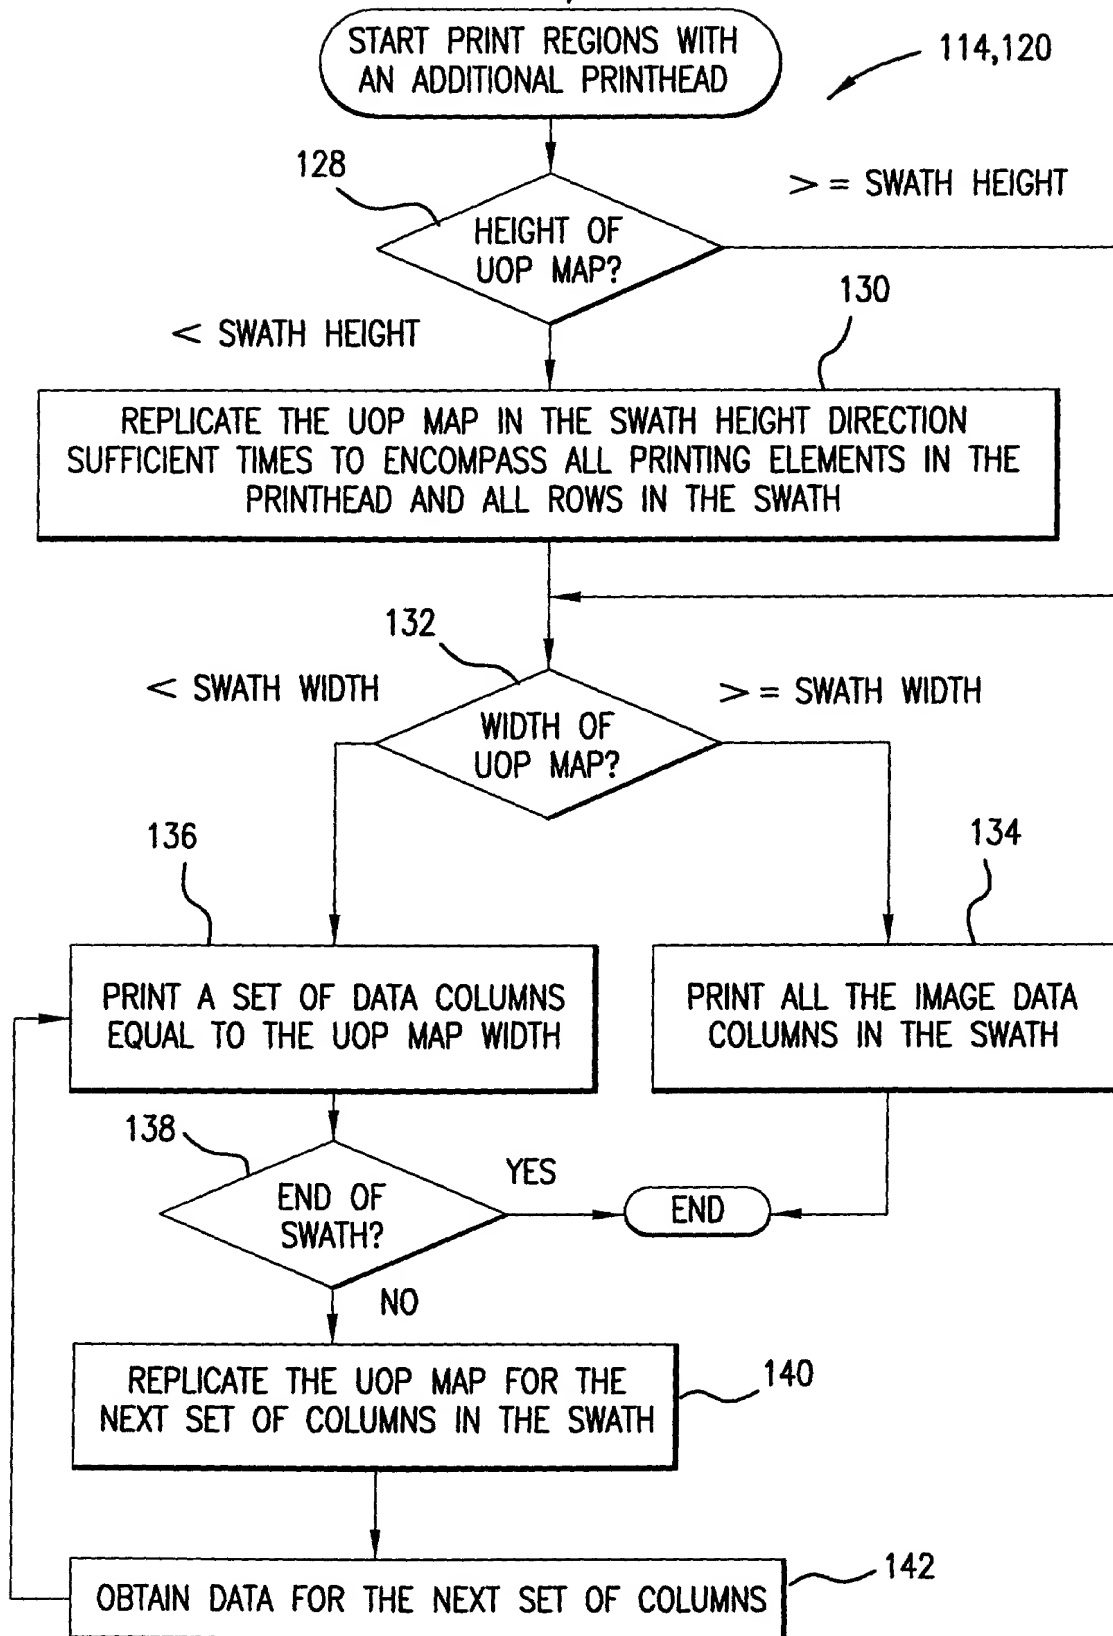 START PRINT REGIONS WITH
AN ADDITIONAL PRINTHEAD
114,120
128
> = SWATH HEIGHT
HEIGHT OF
UOP MAP?
130
< SWATH HEIGHT
REPLICATE THE UOP MAP IN THE SWATH HEIGHT DIRECTION
SUFFICIENT TIMES TO ENCOMPASS ALL PRINTING ELEMENTS IN THE
PRINTHEAD AND ALL ROWS IN THE SWATH
132
< SWATH WIDTH
> = SWATH WIDTH
WIDTH OF
UOP MAP?
136
134
PRINT A SET OF DATA COLUMNS
EQUAL TO THE UOP MAP WIDTH
PRINT ALL THE IMAGE DATA
COLUMNS IN THE SWATH
138
YES
END OF
SWATH?
END
NO
REPLICATE THE UOP MAP FOR THE
NEXT SET OF COLUMNS IN THE SWATH
140
OBTAIN DATA FOR THE NEXT SET OF COLUMNS
142